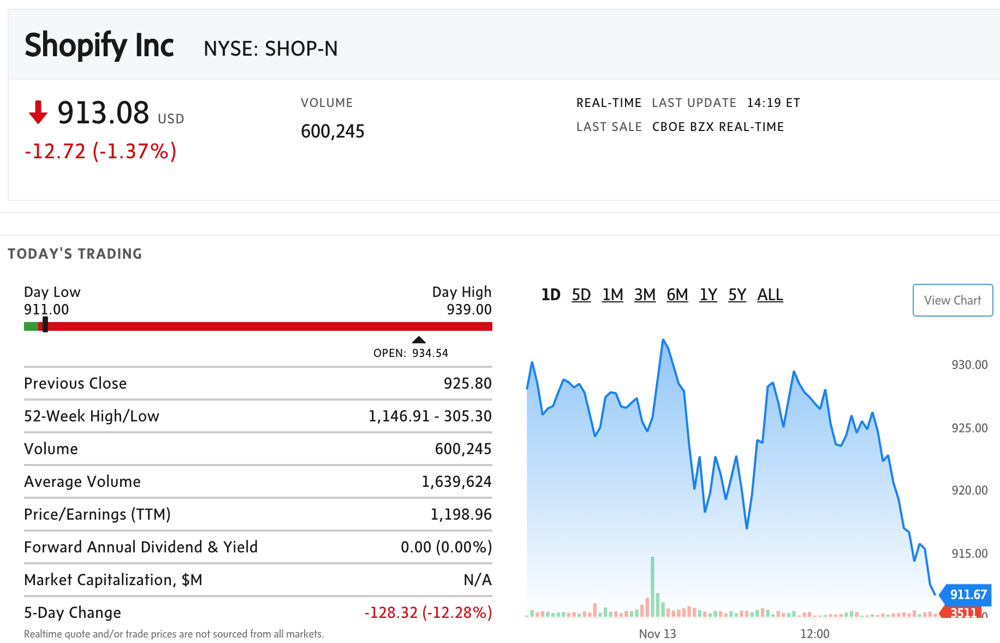 Shopify Inc NYSE: SHOP-N
913.08 USD
-12.72 (-1.37%)
VOLUME
600,245
REAL-TIME LAST UPDATE 14:19 ET
LAST SALE CBOE BZX REAL-TIME
TODAY'S TRADING
Day Low Day High
911.00 939.00
OPEN: 934.54
Previous Close 925.80
52-Week High/Low 1,146.91 - 305.30
Volume 600,245
Average Volume 1,639,624
Price/Earnings (TTM) 1,198.96
Forward Annual Dividend & Yield 0.00 (0.00%)
Market Capitalization, $M N/A
5-Day Change -128.32 (-12.28%)
Realtime quote and/or trade prices are not sourced from all markets.
1D 5D 1M 3M 6M 1Y 5Y ALL
View Chart
930.00
925.00
920.00
915.00
911.67
3511
Nov 13 12:00